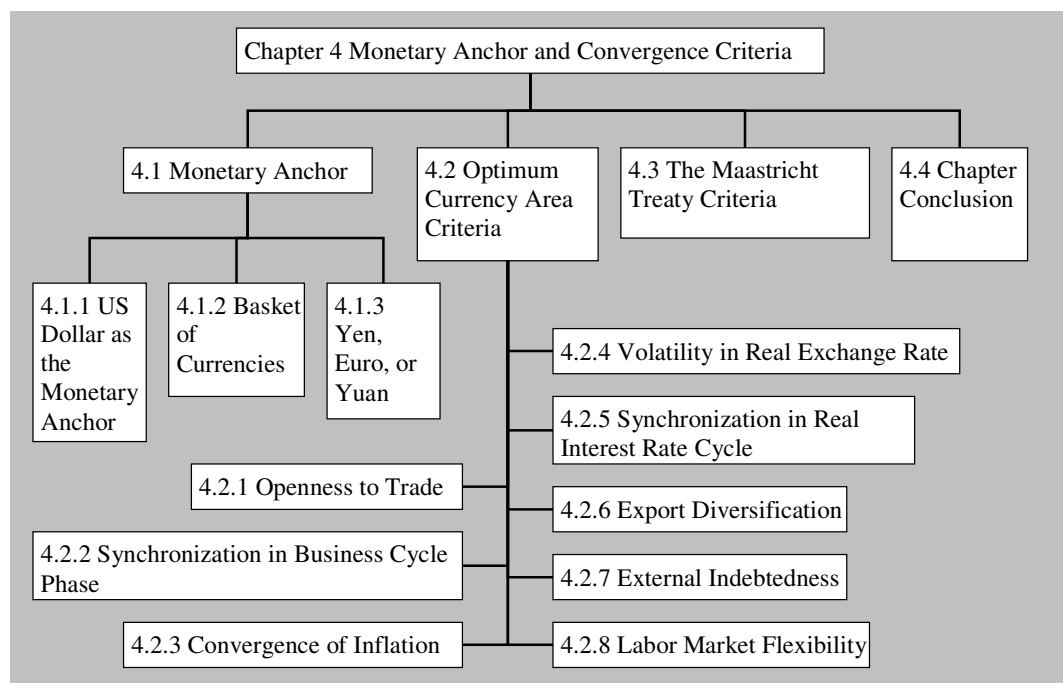 Chapter 4 Monetary Anchor and Convergence Criteria
4.1 Monetary Anchor
4.2 Optimum
Currency Area
Criteria
4.3 The Maastricht
Treaty Criteria
4.4 Chapter
Conclusion
4.1.1 US
Dollar as
the
Monetary
Anchor
4.1.2 Basket
of
Currencies
4.1.3
Yen,
Euro, or
Yuan
4.2.1 Openness to Trade
4.2.2 Synchronization in Business Cycle
Phase
4.2.3 Convergence of Inflation
4.2.4 Volatility in Real Exchange Rate
4.2.5 Synchronization in Real
Interest Rate Cycle
4.2.6 Export Diversification
4.2.7 External Indebtedness
4.2.8 Labor Market Flexibility